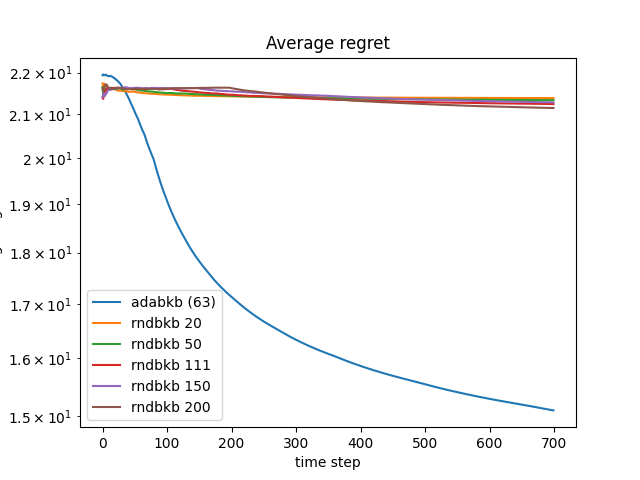 Average regret
2.2 × 10¹
2.1 × 10¹
2 × 10¹
1.9 × 10¹
1.8 × 10¹
1.7 × 10¹
1.6 × 10¹
1.5 × 10¹
adabkb (63)
rndbkb 20
rndbkb 50
rndbkb 111
rndbkb 150
rndbkb 200
0 100 200 300 400 500 600 700
time step